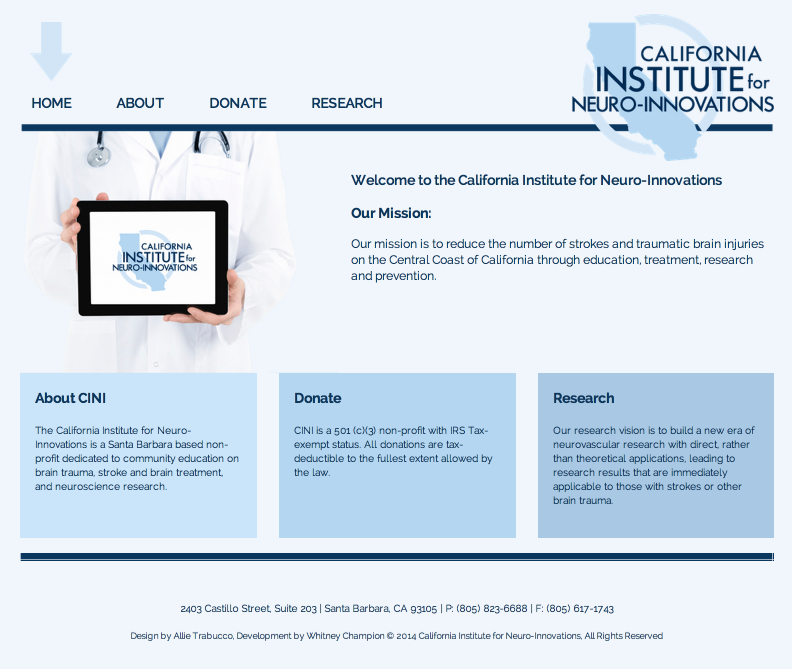 CALIFORNIA
INSTITUTE for
NEURO-INNOVATIONS
HOME ABOUT DONATE RESEARCH
Welcome to the California Institute for Neuro-Innovations
Our Mission:
Our mission is to reduce the number of strokes and traumatic brain injuries
on the Central Coast of California through education, treatment, research
and prevention.
CALIFORNIA
INSTITUTE for
NEURO-INNOVATIONS
About CINI
The California Institute for Neuro-
Innovations is a Santa Barbara based non-
profit dedicated to community education on
brain trauma, stroke and brain treatment,
and neuroscience research.
Donate
CINI is a 501 (c)(3) non-profit with IRS Tax-
exempt status. All donations are tax-
deductible to the fullest extent allowed by
the law.
Research
Our research vision is to build a new era of
neurovascular research with direct, rather
than theoretical applications, leading to
research results that are immediately
applicable to those with strokes or other
brain trauma.
2403 Castillo Street, Suite 203 | Santa Barbara, CA 93105 | P: (805) 823-6688 | F: (805) 617-1743
Design by Allie Trabucco, Development by Whitney Champion © 2014 California Institute for Neuro-Innovations, All Rights Reserved